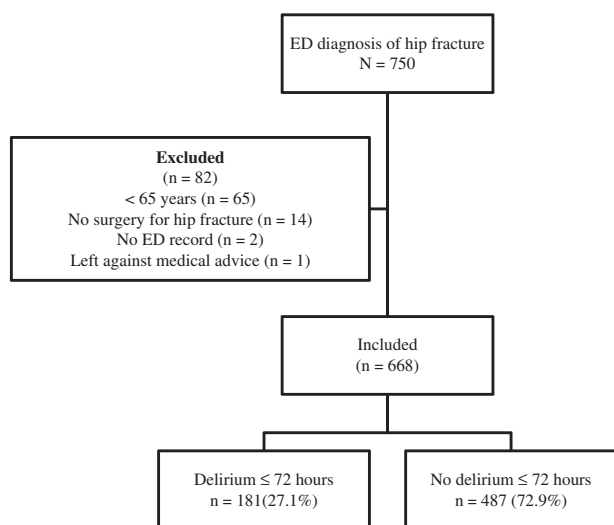 ED diagnosis of hip fracture
N = 750
Excluded
(n = 82)
< 65 years (n = 65)
No surgery for hip fracture (n = 14)
No ED record (n = 2)
Left against medical advice (n = 1)
Included
(n = 668)
Delirium ≤ 72 hours
n = 181(27.1%)
No delirium ≤ 72 hours
n = 487 (72.9%)